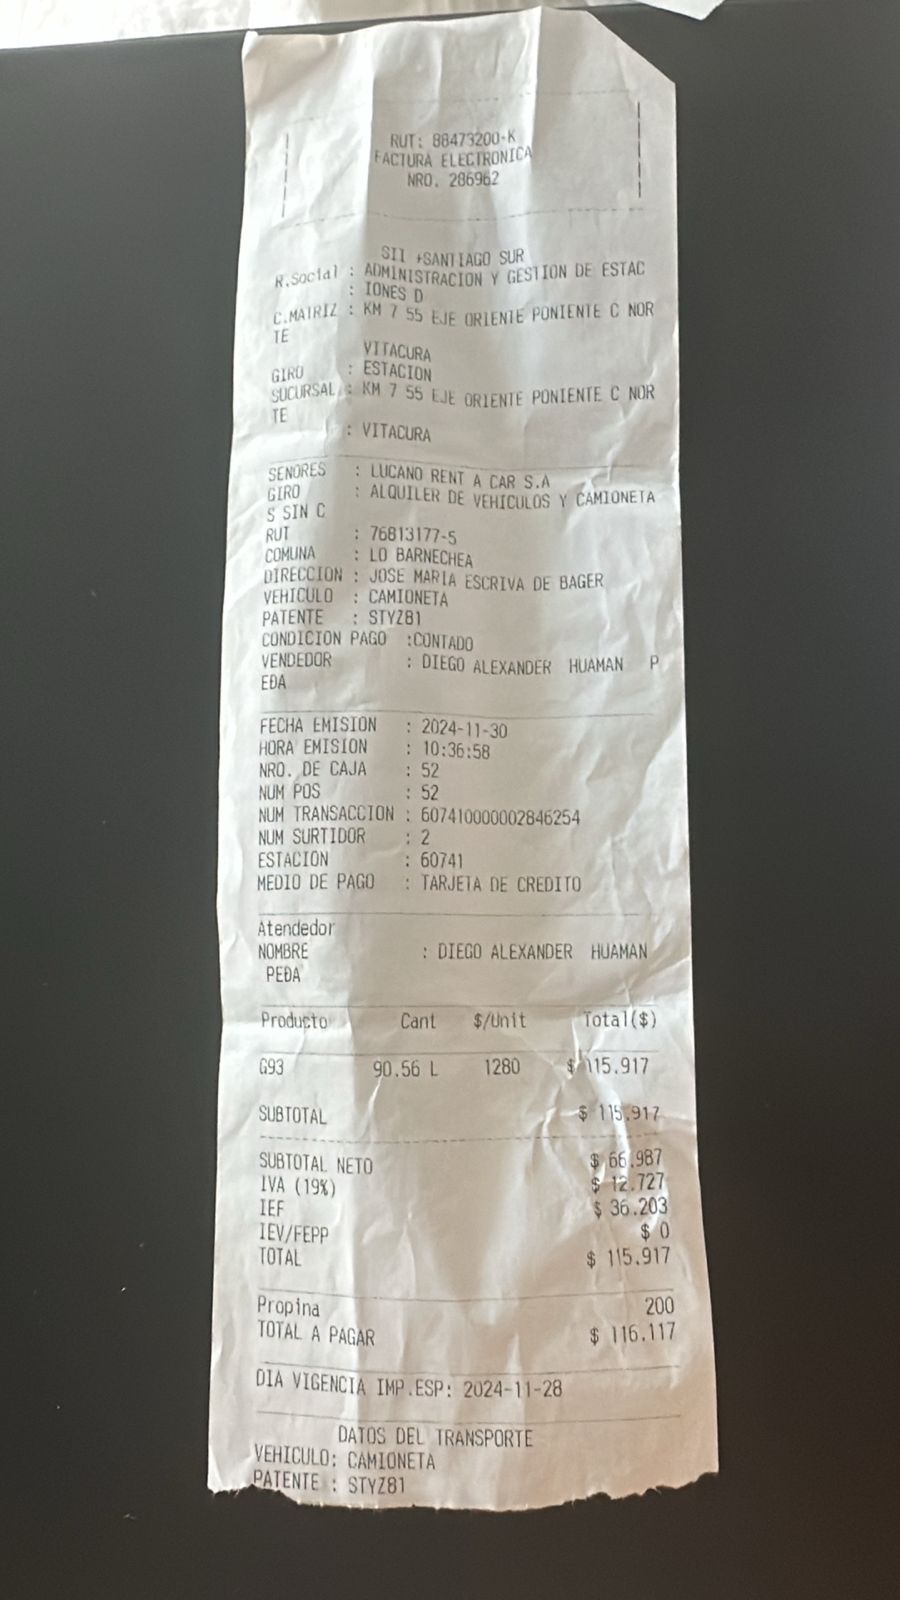 RUT: 88473200-K
FACTURA ELECTRONICA
NRO. 286962
SII +SANTIAGO SUR
R.Social : ADMINISTRACION Y GESTION DE ESTAC
: IONES D
C.MATRIZ : KM 7 55 EJE ORIENTE PONIENTE C NOR
TE
VITACURA
GIRO : ESTACION
SUCURSAL : KM 7 55 EJE ORIENTE PONIENTE C NOR
TE
: VITACURA
SENORES : LUCANO RENT A CAR S.A
GIRO : ALQUILER DE VEHICULOS Y CAMIONETA
S SIN C
RUT : 76813177-5
COMUNA : LO BARNECHEA
DIRECCION : JOSE MARIA ESCRIVA DE BAGER
VEHICULO : CAMIONETA
PATENTE : STYZ81
CONDICION PAGO :CONTADO
VENDEDOR : DIEGO ALEXANDER HUAMAN P
EÐA
FECHA EMISION : 2024-11-30
HORA EMISION : 10:36:58
NRO. DE CAJA : 52
NUM POS : 52
NUM TRANSACCION : 607410000002846254
NUM SURTIDOR : 2
ESTACION : 60741
MEDIO DE PAGO : TARJETA DE CREDITO
Atendedor
NOMBRE : DIEGO ALEXANDER HUAMAN
PEÐA
Producto Cant $/Unit Total($)
G93 90.56 L 1280 $ 115.917
SUBTOTAL $ 115.917
SUBTOTAL NETO $ 66.987
IVA (19%) $ 12.727
IEF $ 36.203
IEV/FEPP $ 0
TOTAL $ 115.917
Propina 200
TOTAL A PAGAR $ 116.117
DIA VIGENCIA IMP.ESP: 2024-11-28
DATOS DEL TRANSPORTE
VEHICULO: CAMIONETA
PATENTE : STYZ81